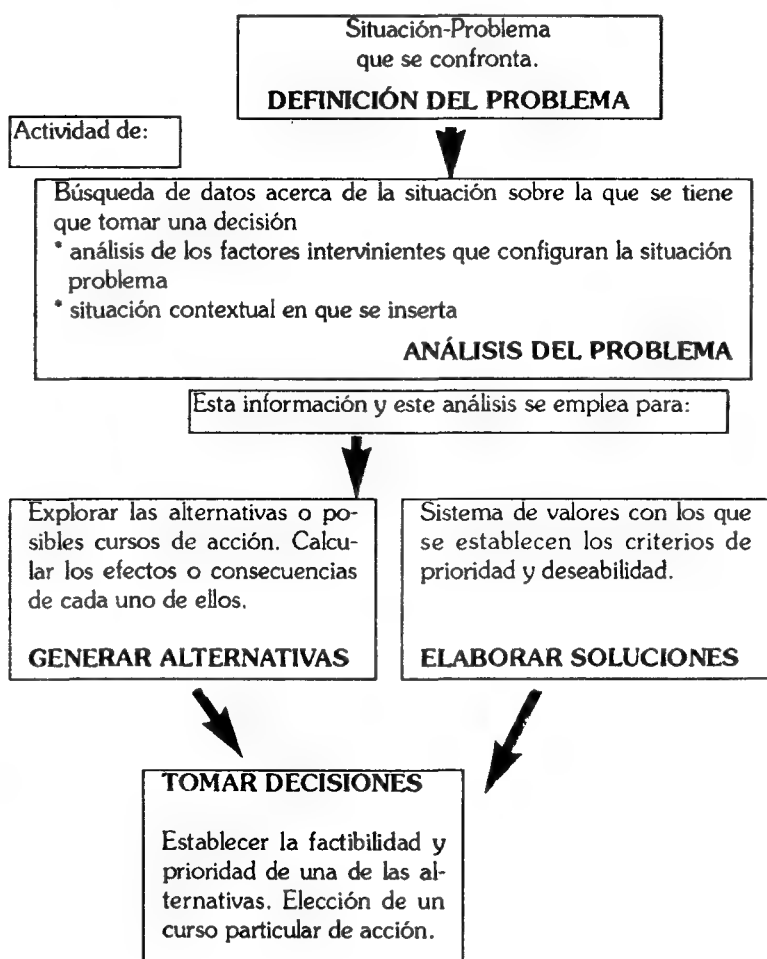 Situación-Problema
que se confronta.
DEFINICIÓN DEL PROBLEMA
Actividad de:
Búsqueda de datos acerca de la situación sobre la que se tiene
que tomar una decisión
* análisis de los factores intervinientes que configuran la situación
problema
* situación contextual en que se inserta
ANÁLISIS DEL PROBLEMA
Esta información y este análisis se emplea para:
Explorar las alternativas o po-
sibles cursos de acción. Calcu-
lar los efectos o consecuencias
de cada uno de ellos.
GENERAR ALTERNATIVAS
Sistema de valores con los que
se establecen los criterios de
prioridad y deseabilidad.
ELABORAR SOLUCIONES
TOMAR DECISIONES
Establecer la factibilidad y
prioridad de una de las al-
ternativas. Elección de un
curso particular de acción.